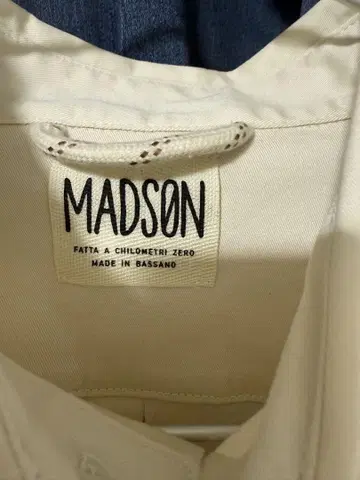 MADSØN
FATTA A CHILOMETRI ZERO
MADE IN BASSANO